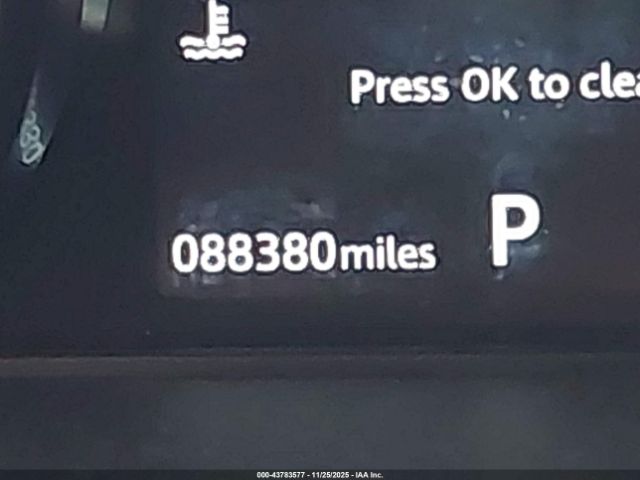 Press OK to clea
088380miles
P
000-43783577 - 11/25/2025 - IAA Inc.